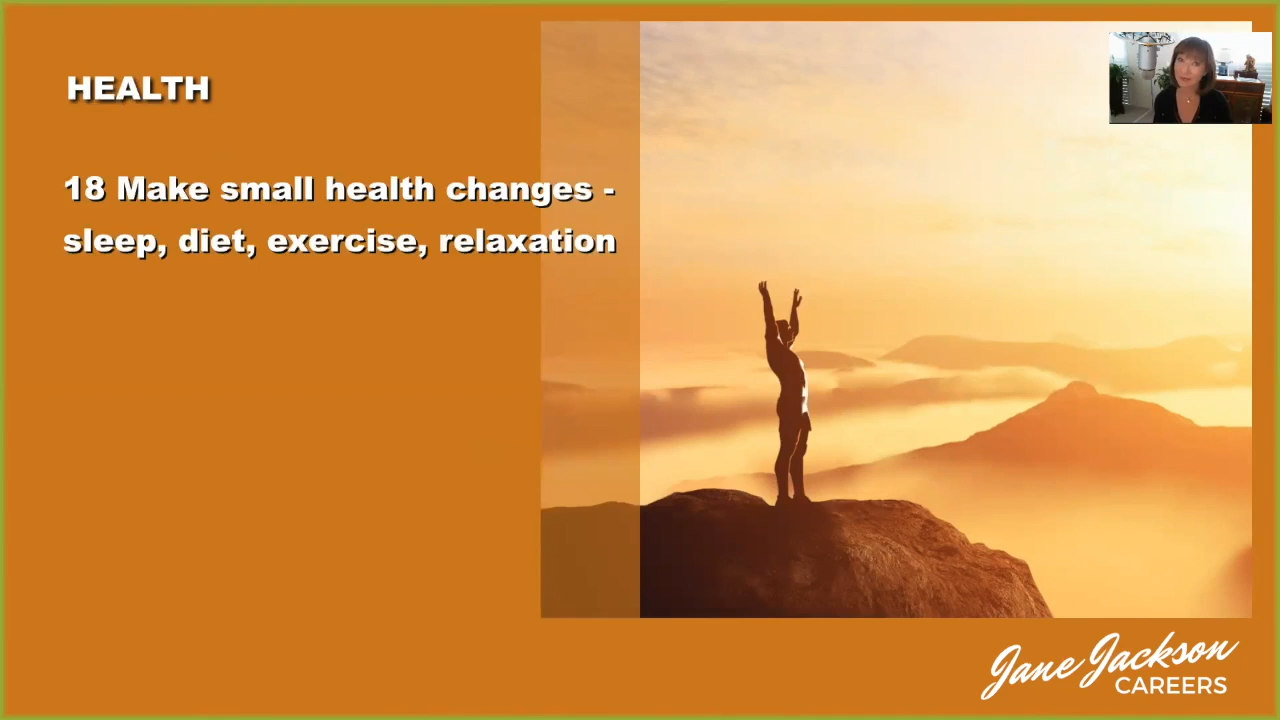 HEALTH
18 Make small health changes -
sleep, diet, exercise, relaxation
Jane Jackson
CAREERS